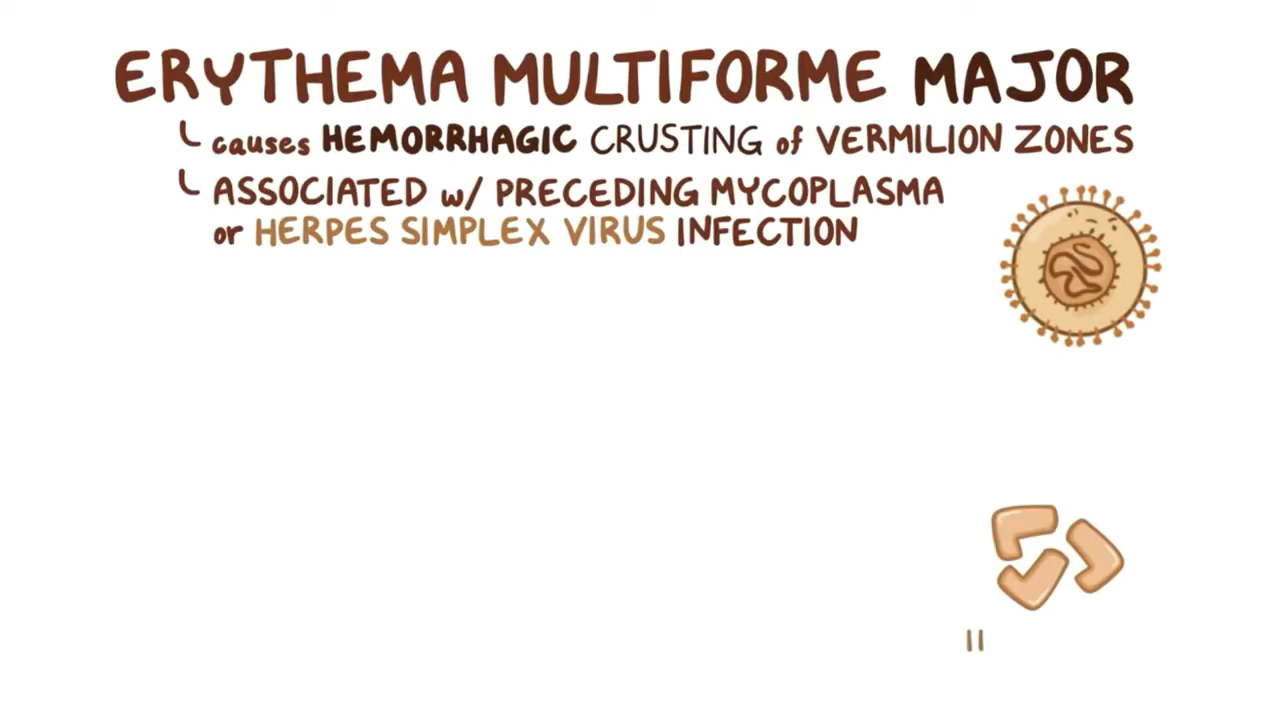 ERYTHEMA MULTIFORME MAJOR
causes HEMORRHAGIC CRUSTING of VERMILION ZONES
ASSOCIATED w/ PRECEDING MYCOPLASMA
or HERPES SIMPLEX VIRUS INFECTION